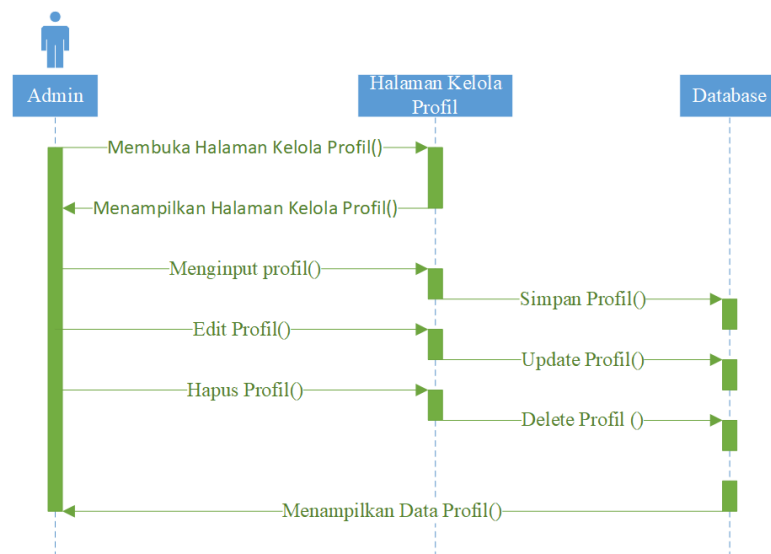 Admin
Halaman Kelola
Profil
Database
Membuka Halaman Kelola Profil()
Menampilkan Halaman Kelola Profil()
Menginput profil()
Simpan Profil()
Edit Profil()
Update Profil()
Hapus Profil()
Delete Profil ()
Menampilkan Data Profil()